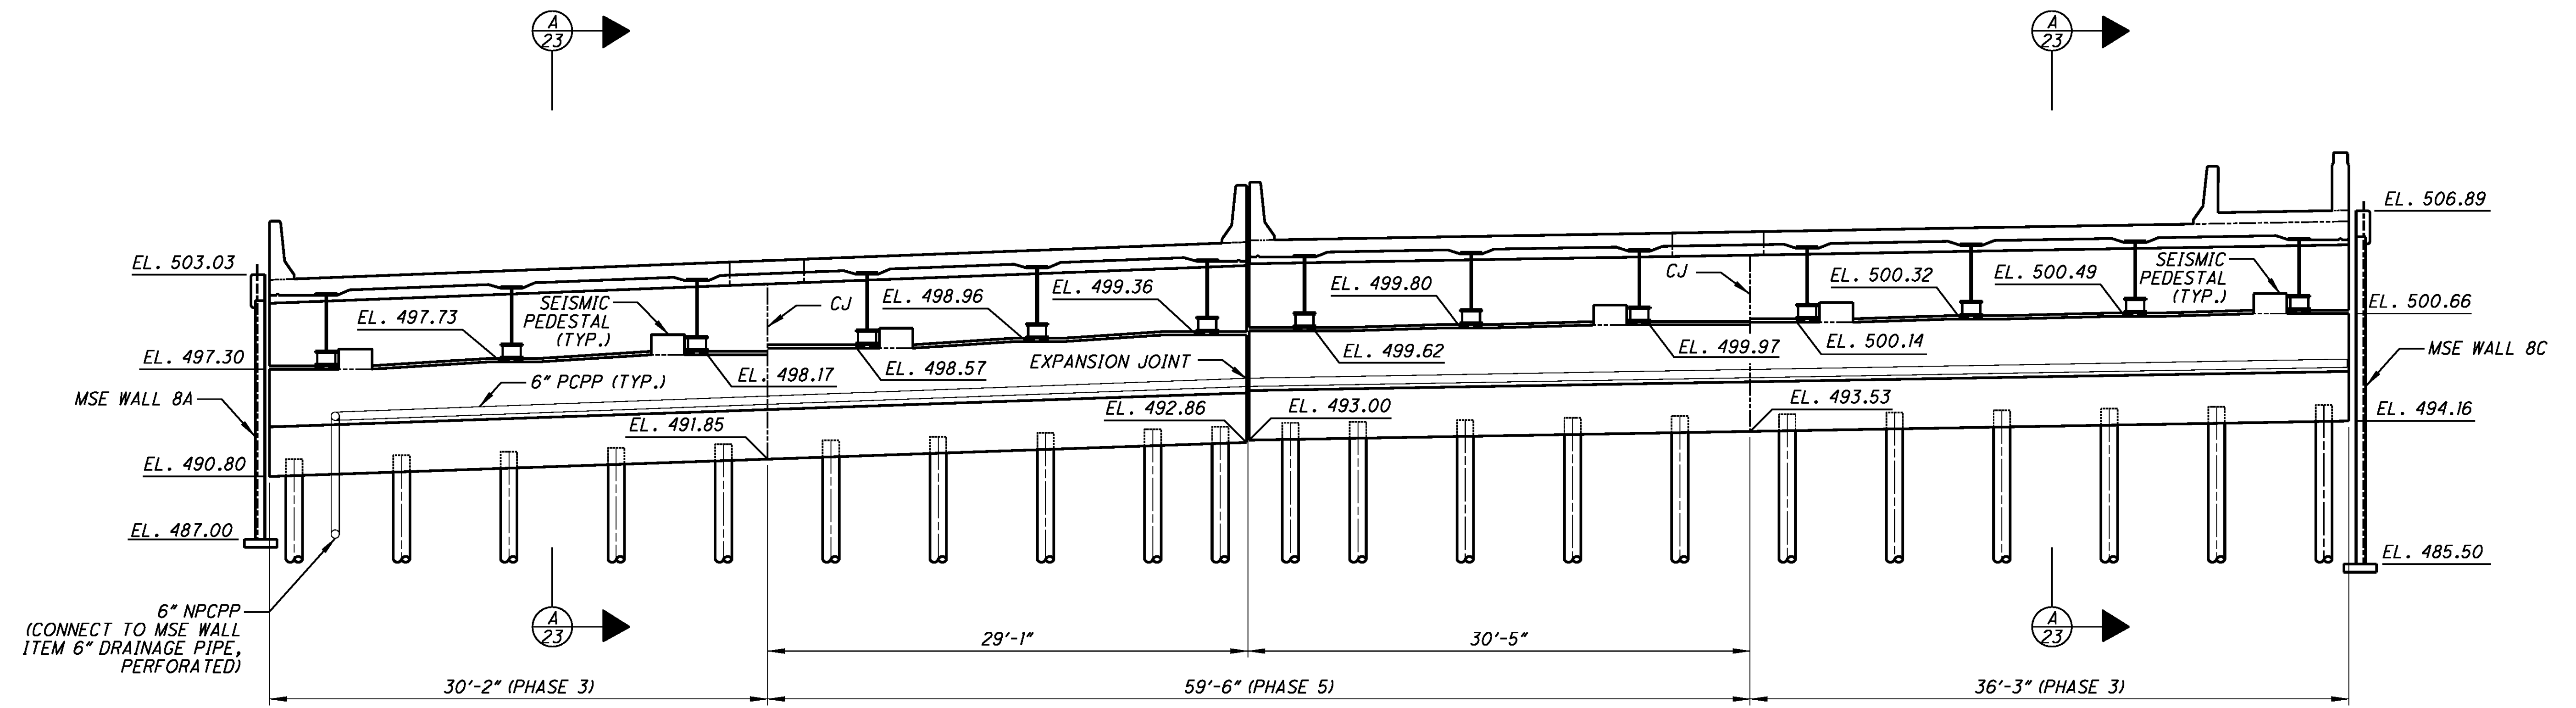 A
23
A
23
EL. 506.89
EL. 503.03
SEISMIC
PEDESTAL
(TYP.)
CJ
EL. 498.96
EL. 499.36
EL. 499.80
CJ
EL. 500.32
EL. 500.49
SEISMIC
PEDESTAL
(TYP.)
EL. 500.66
EL. 497.73
EL. 497.30
EL. 498.17
EL. 498.57
EXPANSION JOINT
EL. 499.62
EL. 499.97
EL. 500.14
MSE WALL 8C
6" PCPP (TYP.)
MSE WALL 8A
EL. 491.85
EL. 492.86
EL. 493.00
EL. 493.53
EL. 494.16
EL. 490.80
EL. 487.00
EL. 485.50
6" NPCPP
(CONNECT TO MSE WALL
ITEM 6" DRAINAGE PIPE,
PERFORATED)
A
23
A
23
29'-1"
30'-5"
30'-2" (PHASE 3)
59'-6" (PHASE 5)
36'-3" (PHASE 3)